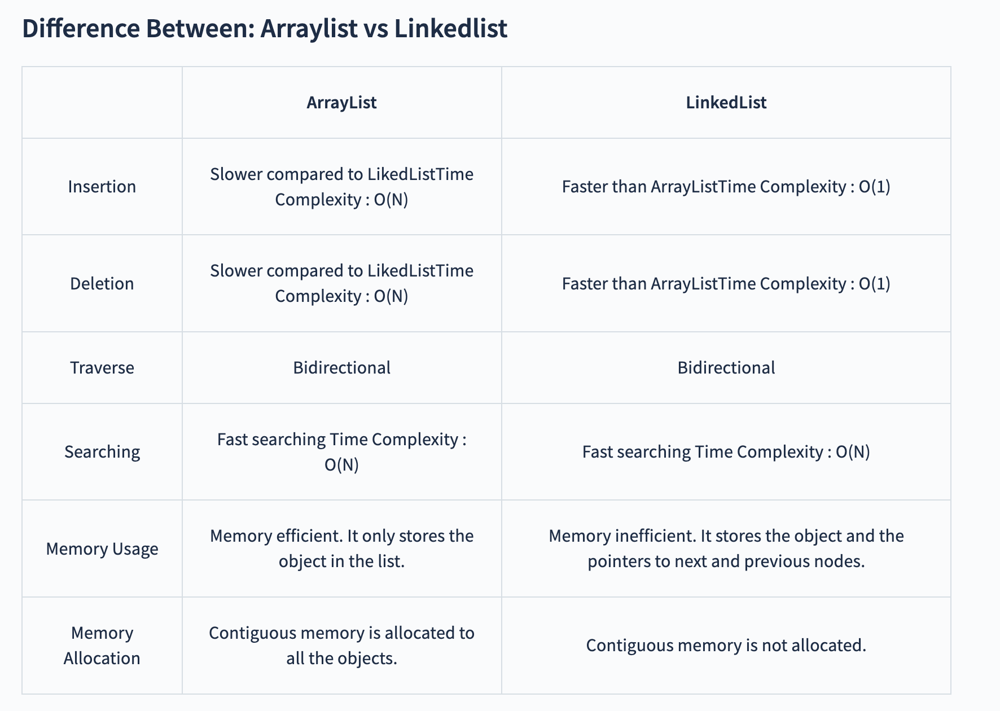 Difference Between: Arraylist vs Linkedlist
ArrayList
LinkedList
Insertion
Slower compared to LikedListTime
Complexity : O(N)
Faster than ArrayListTime Complexity : O(1)
Deletion
Slower compared to LikedListTime
Complexity : O(N)
Faster than ArrayListTime Complexity : O(1)
Traverse
Bidirectional
Bidirectional
Searching
Fast searching Time Complexity :
O(N)
Fast searching Time Complexity : O(N)
Memory Usage
Memory efficient. It only stores the
object in the list.
Memory inefficient. It stores the object and the
pointers to next and previous nodes.
Memory
Allocation
Contiguous memory is allocated to
all the objects.
Contiguous memory is not allocated.